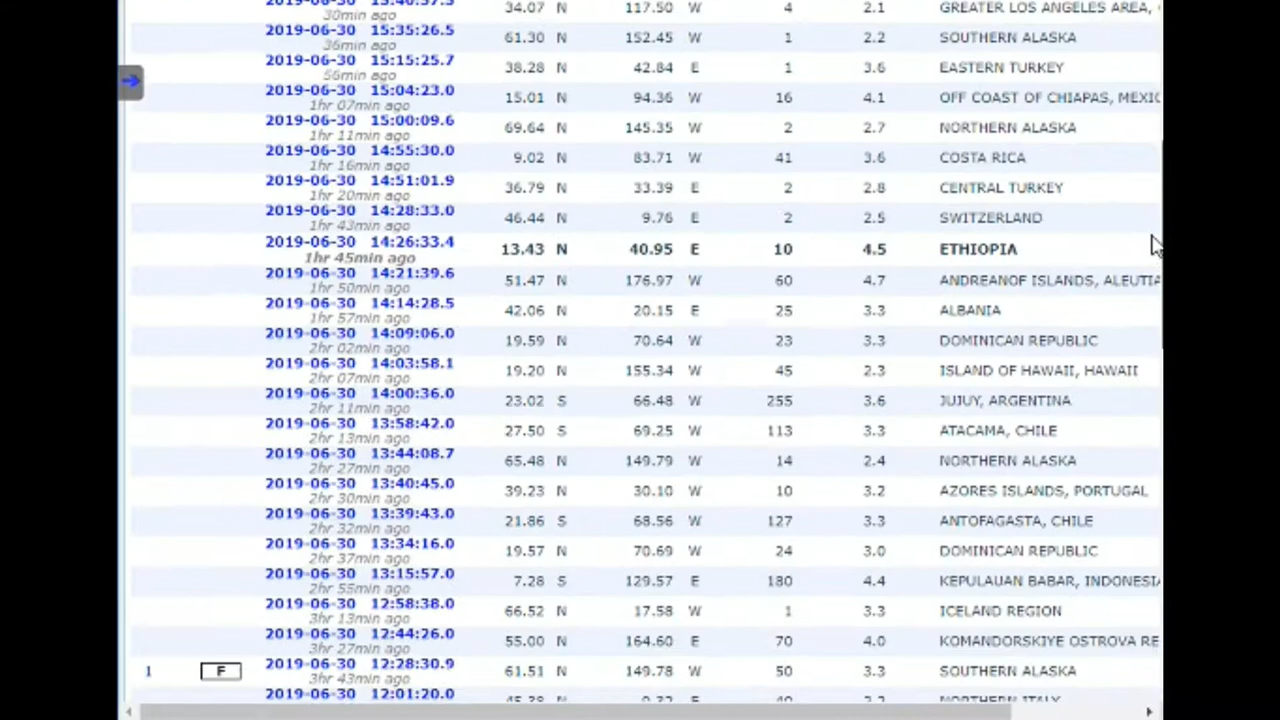 34.07 N 117.50 W 4 2.1 GREATER LOS ANGELES AREA,
30min ago
2019-06-30 15:35:26.5 61.30 N 152.45 W 1 2.2 SOUTHERN ALASKA
36min ago
2019-06-30 15:15:25.7 38.28 N 42.84 E 1 3.6 EASTERN TURKEY
56min ago
2019-06-30 15:04:23.0 15.01 N 94.36 W 16 4.1 OFF COAST OF CHIAPAS, MEXIC
1hr 07min ago
2019-06-30 15:00:09.6 69.64 N 145.35 W 2 2.7 NORTHERN ALASKA
1hr 11min ago
2019-06-30 14:55:30.0 9.02 N 83.71 W 41 3.6 COSTA RICA
1hr 16min ago
2019-06-30 14:51:01.9 36.79 N 33.39 E 2 2.8 CENTRAL TURKEY
1hr 20min ago
2019-06-30 14:28:33.0 46.44 N 9.76 E 2 2.5 SWITZERLAND
1hr 43min ago
2019-06-30 14:26:33.4 13.43 N 40.95 E 10 4.5 ETHIOPIA
1hr 45min ago
2019-06-30 14:21:39.6 51.47 N 176.97 W 60 4.7 ANDREANOF ISLANDS, ALEUTIA
1hr 50min ago
2019-06-30 14:14:28.5 42.06 N 20.15 E 25 3.3 ALBANIA
1hr 57min ago
2019-06-30 14:09:06.0 19.59 N 70.64 W 23 3.3 DOMINICAN REPUBLIC
2hr 02min ago
2019-06-30 14:03:58.1 19.20 N 155.34 W 45 2.3 ISLAND OF HAWAII, HAWAII
2hr 07min ago
2019-06-30 14:00:36.0 23.02 S 66.48 W 255 3.6 JUJUY, ARGENTINA
2hr 11min ago
2019-06-30 13:58:42.0 27.50 S 69.25 W 113 3.3 ATACAMA, CHILE
2hr 13min ago
2019-06-30 13:44:08.7 65.48 N 149.79 W 14 2.4 NORTHERN ALASKA
2hr 27min ago
2019-06-30 13:40:45.0 39.23 N 30.10 W 10 3.2 AZORES ISLANDS, PORTUGAL
2hr 30min ago
2019-06-30 13:39:43.0 21.86 S 68.56 W 127 3.3 ANTOFAGASTA, CHILE
2hr 32min ago
2019-06-30 13:34:16.0 19.57 N 70.69 W 24 3.0 DOMINICAN REPUBLIC
2hr 37min ago
2019-06-30 13:15:57.0 7.28 S 129.57 E 180 4.4 KEPULAUAN BABAR, INDONESIA
2hr 55min ago
2019-06-30 12:58:38.0 66.52 N 17.58 W 1 3.3 ICELAND REGION
3hr 13min ago
2019-06-30 12:44:26.0 55.00 N 164.60 E 70 4.0 KOMANDORSKIYE OSTROVA RE
3hr 27min ago
1 F 2019-06-30 12:28:30.9 61.51 N 149.78 W 50 3.3 SOUTHERN ALASKA
3hr 43min ago
2019-06-30 12:01:20.0 NORTHERN ITALY